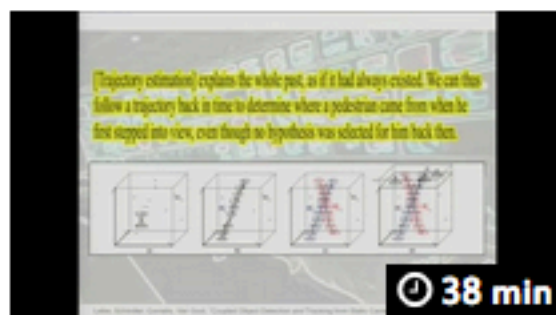 [Trajectory estimation] explains the whole past, as if it had always existed. We can thus
follow a trajectory back in time to determine where a pedestrian came from when he
first stepped into view, even though no hypothesis was selected for him back then.
38 min